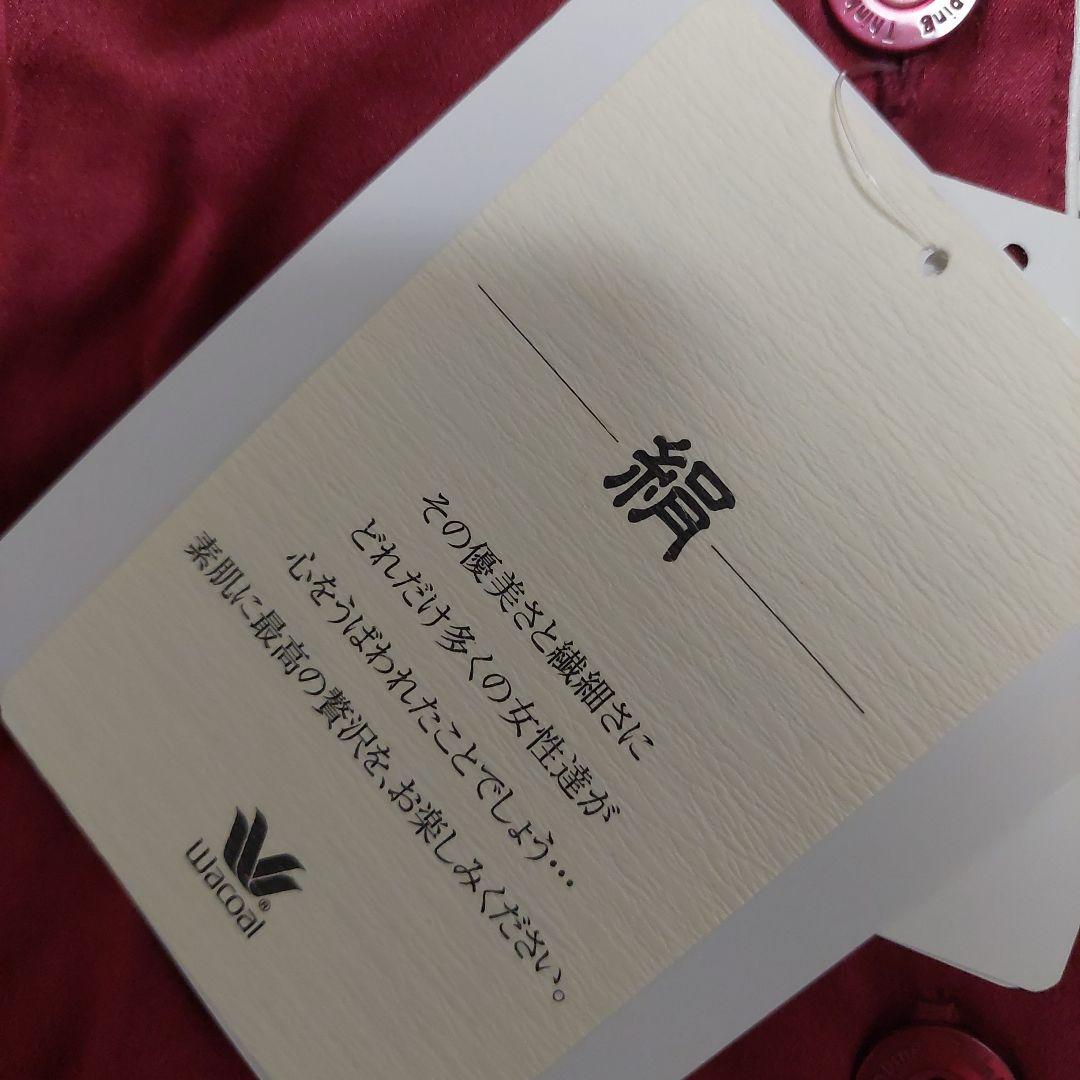 絹
その優美さと繊細さに
どれだけ多くの女性達が
心をうばわれたことでしょう…
素肌に最高の贅沢を、お楽しみください。
wacoal®
Think